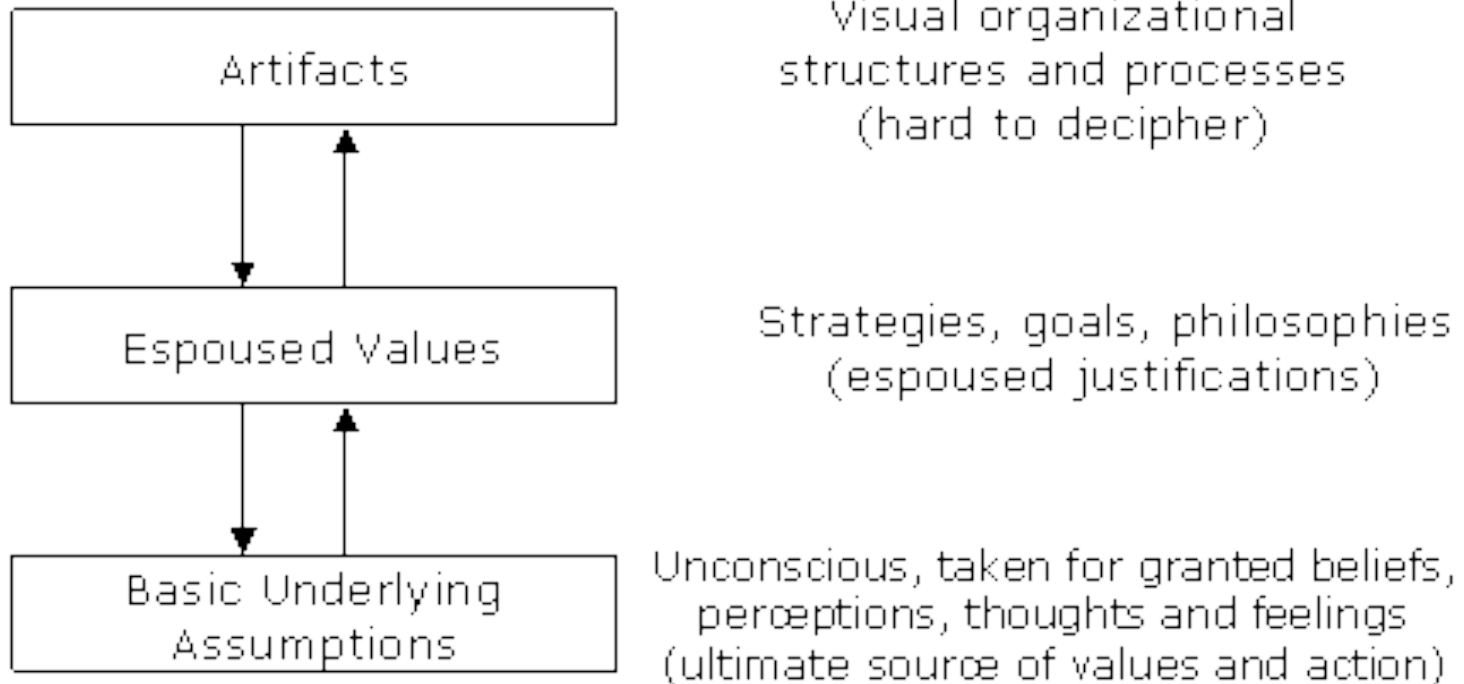 Artifacts
Visual organizational
structures and processes
(hard to decipher)
Espoused Values
Strategies, goals, philosophies
(espoused justifications)
Basic Underlying
Assumptions
Unconscious, taken for granted beliefs,
perceptions, thoughts and feelings
(ultimate source of values and action)